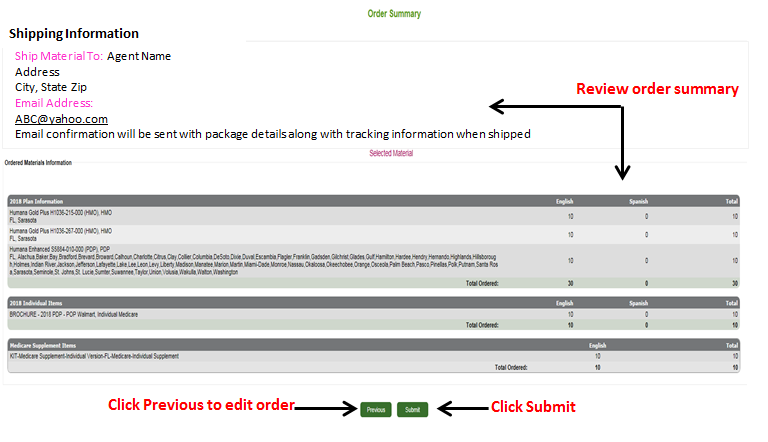 Order Summary
Shipping Information
Ship Material To: Agent Name
Address
City, State Zip
Email Address:
ABC@yahoo.com
Email confirmation will be sent with package details along with tracking information when shipped
Review order summary
Selected Material
Ordered Materials Information
2018 Plan Information English Spanish Total
Humana Gold Plus H1036-215-000 (HMO), HMO
FL, Sarasota
10 0 10
Humana Gold Plus H1036-267-000 (HMO), HMO
FL, Sarasota
10 0 10
Humana Enhanced S5884-010-000 (PDP), PDP
FL, Alachua,Baker,Bay,Bradford,Brevard,Broward,Calhoun,Charlotte,Citrus,Clay,Collier,Columbia,DeSoto,Dixie,Duval,Escambia,Flagler,Franklin,Gadsden,Gilchrist,Glades,Gulf,Hamilton,Hardee,Hendry,Hernando,Highlands,Hillsboroug
h,Holmes,Indian River,Jackson,Jefferson,Lafayette,Lake,Lee,Leon,Levy,Liberty,Madison,Manatee,Marion,Martin,Miami-Dade,Monroe,Nassau,Okaloosa,Okeechobee,Orange,Osceola,Palm Beach,Pasco,Pinellas,Polk,Putnam,Santa Ros
a,Sarasota,Seminole,St. Johns,St. Lucie,Sumter,Suwannee,Taylor,Union,Volusia,Wakulla,Walton,Washington
10 0 10
Total Ordered: 30 0 30
2018 Individual Items English Spanish Total
BROCHURE - 2018 PDP - POP Walmart, Individual Medicare 10 0 10
Total Ordered: 10 0 10
Medicare Supplement Items English Total
KIT-Medicare Supplement-Individual Version-FL-Medicare-Individual Supplement 10 10
Total Ordered: 10 10
Click Previous to edit order
Previous
Submit
Click Submit